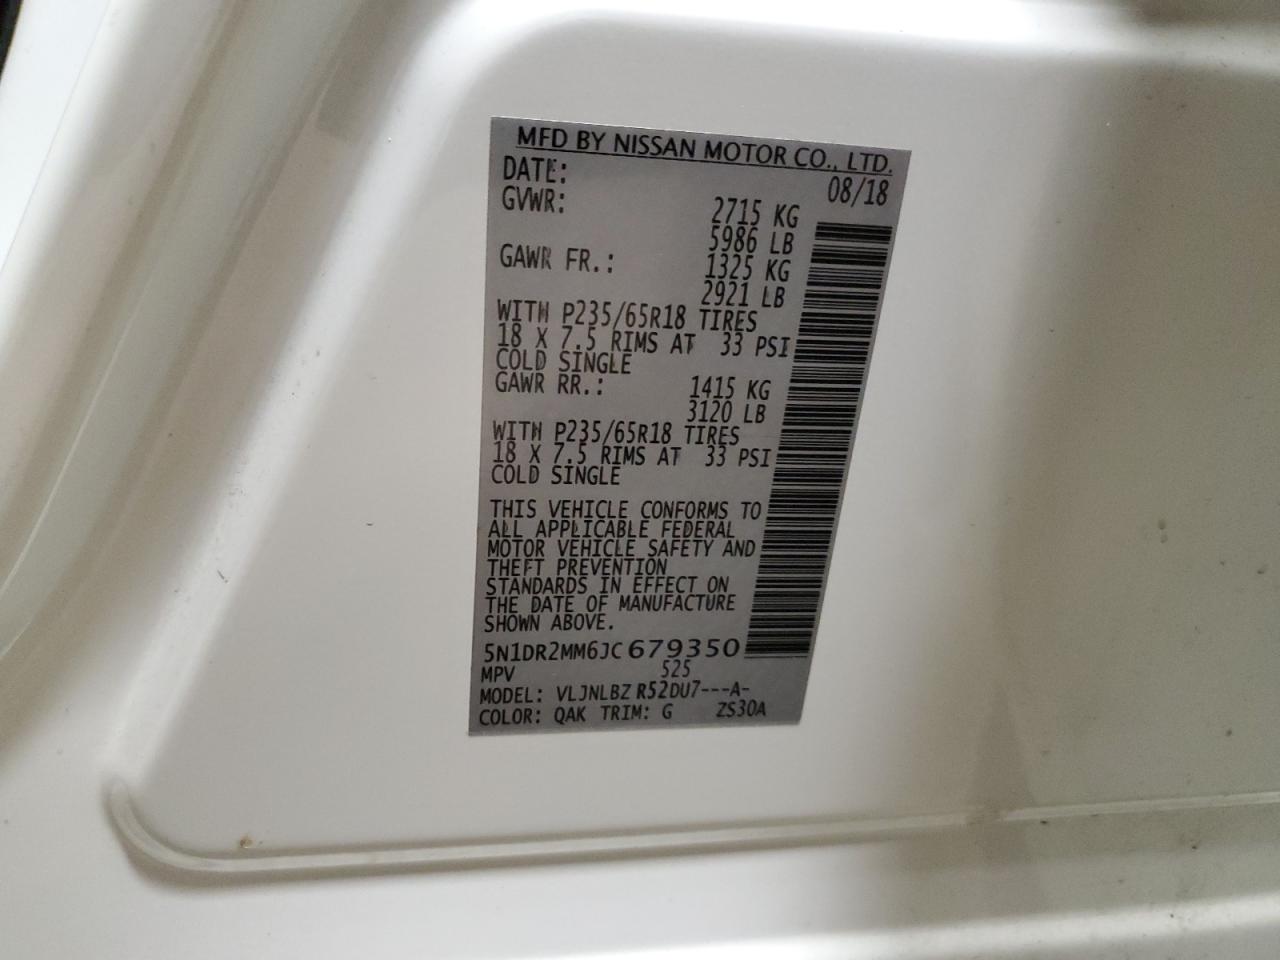 MFD BY NISSAN MOTOR CO., LTD.
DATE: 08/18
GVWR: 2715 KG
5986 LB
GAWR FR.: 1325 KG
2921 LB
WITH P235/65R18 TIRES
18 X 7.5 RIMS AT 33 PSI
COLD SINGLE
GAWR RR.: 1415 KG
3120 LB
WITH P235/65R18 TIRES
18 X 7.5 RIMS AT 33 PSI
COLD SINGLE
THIS VEHICLE CONFORMS TO
ALL APPLICABLE FEDERAL
MOTOR VEHICLE SAFETY AND
THEFT PREVENTION
STANDARDS IN EFFECT ON
THE DATE OF MANUFACTURE
SHOWN ABOVE.
5N1DR2MM6JC679350
MPV 525
MODEL: VLJNLBZ R52DU7---A-
COLOR: QAK TRIM: G ZS30A